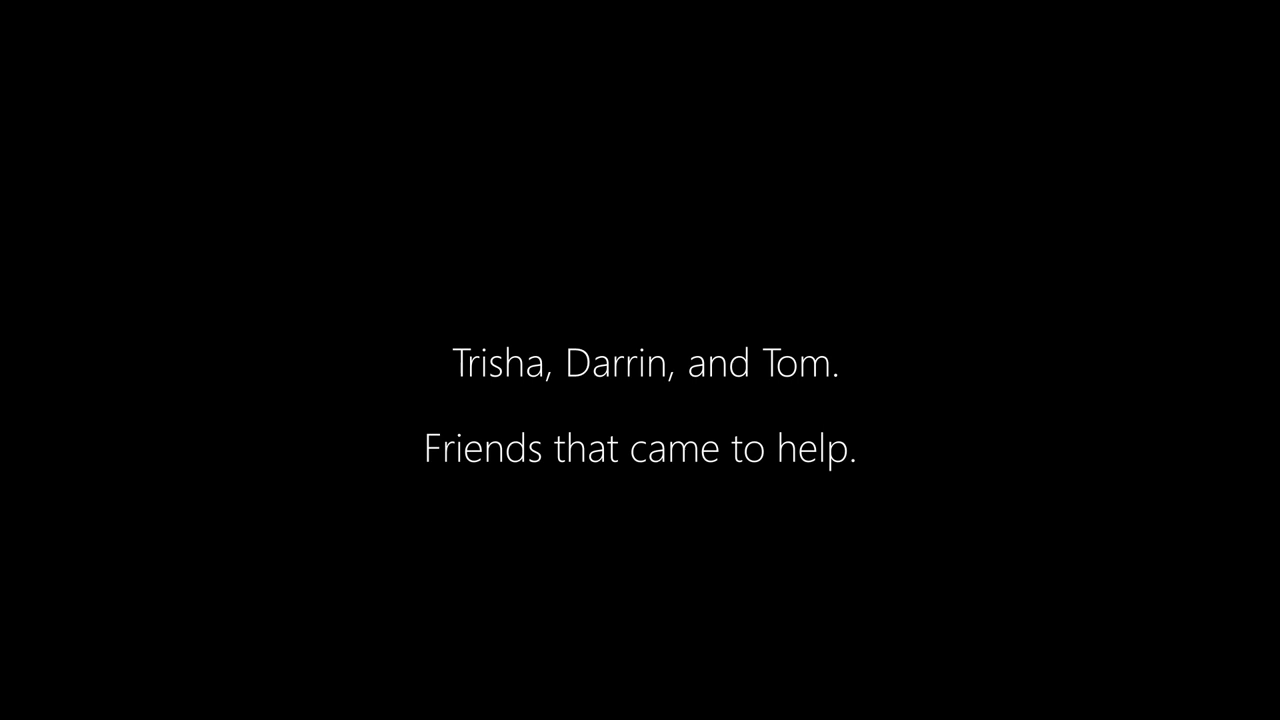 Trisha, Darrin, and Tom.
Friends that came to help.